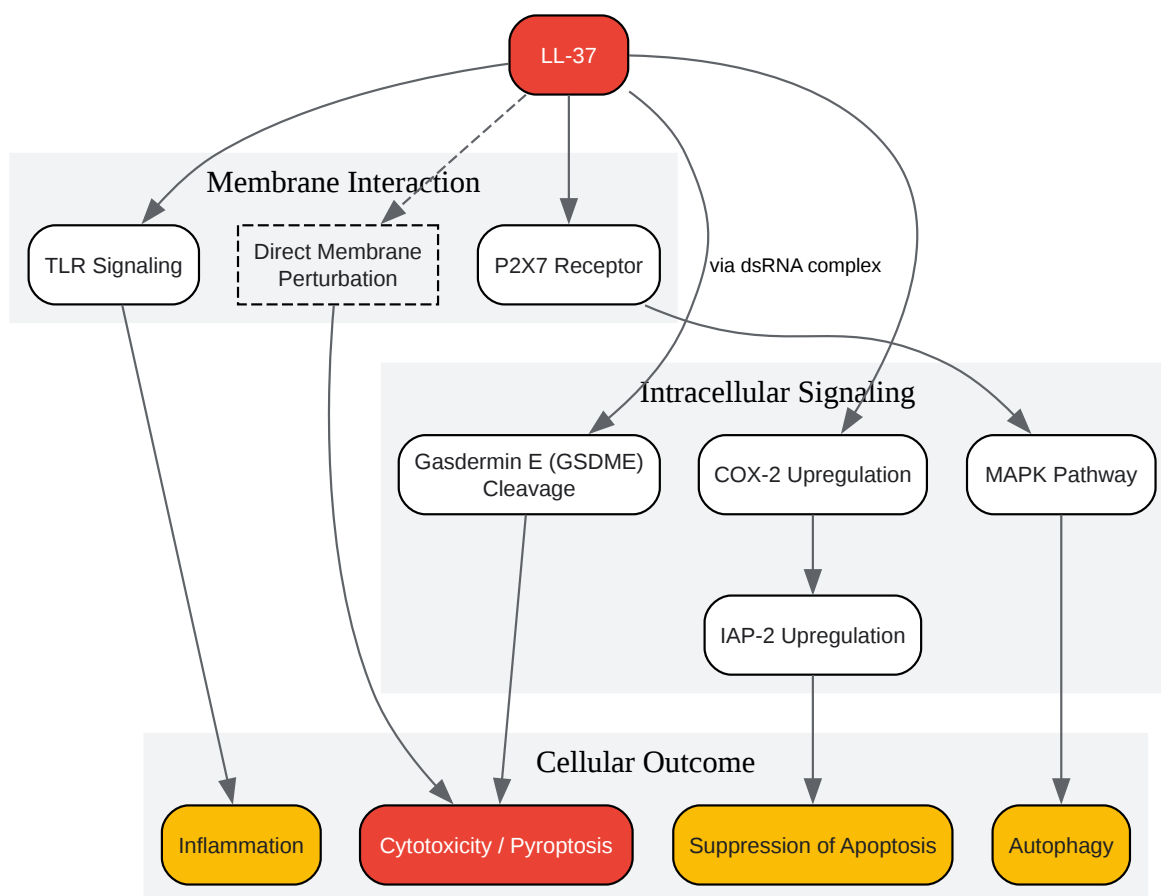 LL-37
Membrane Interaction
TLR Signaling
Direct Membrane
Perturbation
P2X7 Receptor
via dsRNA complex
Intracellular Signaling
Gasdermin E (GSDME)
Cleavage
COX-2 Upregulation
MAPK Pathway
IAP-2 Upregulation
Cellular Outcome
Inflammation
Cytotoxicity / Pyroptosis
Suppression of Apoptosis
Autophagy